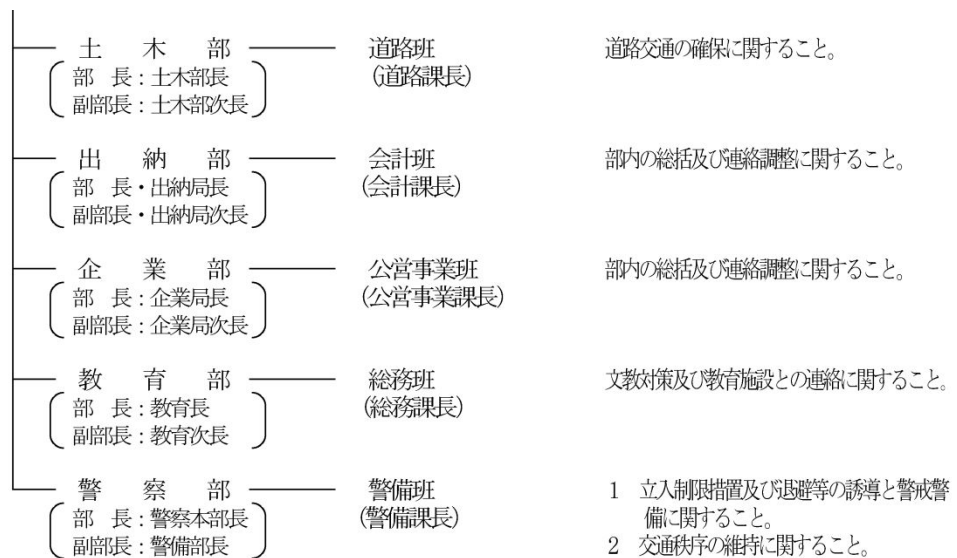 土　木　部　道路班　道路交通の確保に関すること。
部　長：土木部長　(道路課長)
副部長：土木部次長
出　納　部　会計班　部内の総括及び連絡調整に関すること。
部　長・出納局長　(会計課長)
副部長・出納局次長
企　業　部　公営事業班　部内の総括及び連絡調整に関すること。
部　長：企業局長　(公営事業課長)
副部長：企業局次長
教　育　部　総務班　文教対策及び教育施設との連絡に関すること。
部　長：教育長　(総務課長)
副部長：教育次長
警　察　部　警備班　1　立入制限措置及び退避等の誘導と警戒警
部　長：警察本部長　(警備課長)　備に関すること。
副部長：警備部長　2　交通秩序の維持に関すること。